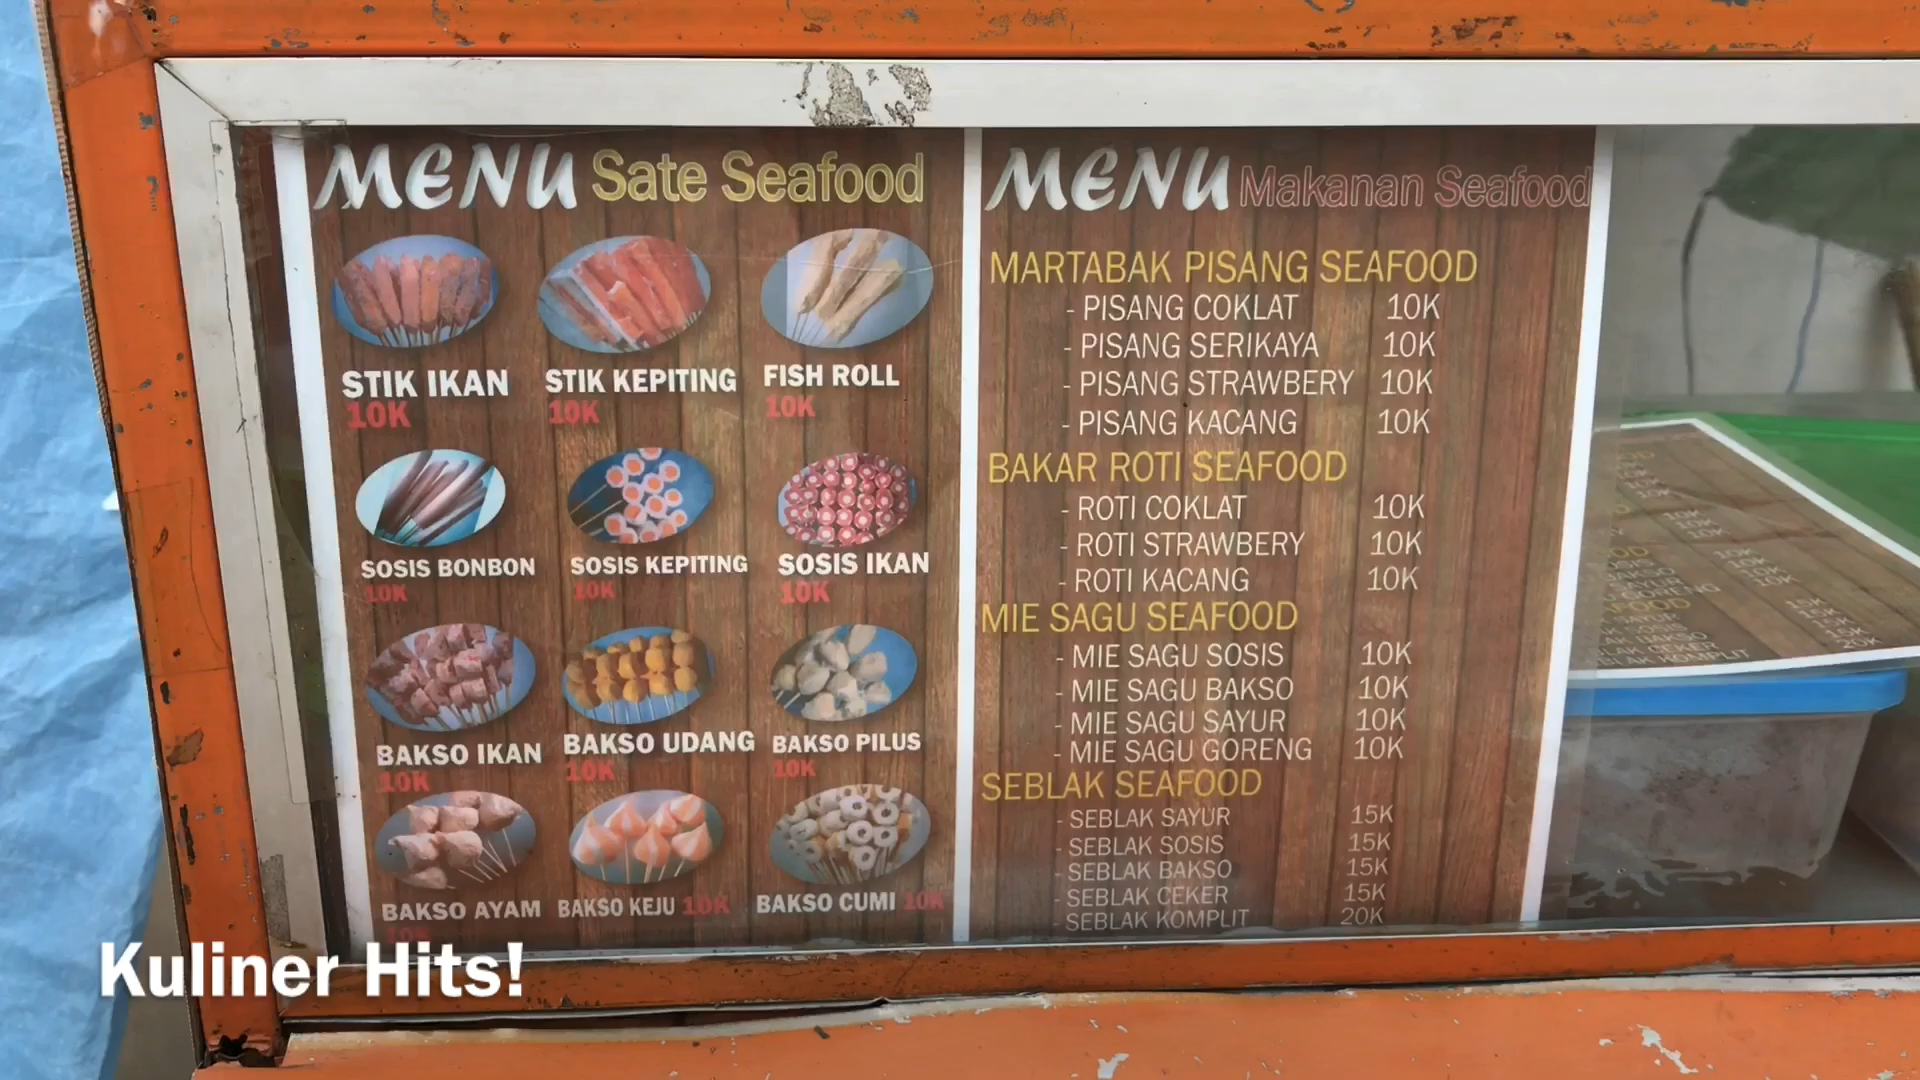 MENU Sate Seafood
STIK IKAN
10K
STIK KEPITING
10K
FISH ROLL
10K
SOSIS BONBON
10K
SOSIS KEPITING
10K
SOSIS IKAN
10K
BAKSO IKAN
10K
BAKSO UDANG
10K
BAKSO PILUS
10K
BAKSO AYAM
10K
BAKSO KEJU 10K
BAKSO CUMI 10K
MENU Makanan Seafood
MARTABAK PISANG SEAFOOD
- PISANG COKLAT 10K
- PISANG SERIKAYA 10K
- PISANG STRAWBERY 10K
- PISANG KACANG 10K
BAKAR ROTI SEAFOOD
- ROTI COKLAT 10K
- ROTI STRAWBERY 10K
- ROTI KACANG 10K
MIE SAGU SEAFOOD
- MIE SAGU SOSIS 10K
- MIE SAGU BAKSO 10K
- MIE SAGU SAYUR 10K
- MIE SAGU GORENG 10K
SEBLAK SEAFOOD
- SEBLAK SAYUR 15K
- SEBLAK SOSIS 15K
- SEBLAK BAKSO 15K
- SEBLAK CEKER 15K
- SEBLAK KOMPLIT 20K
Kuliner Hits!